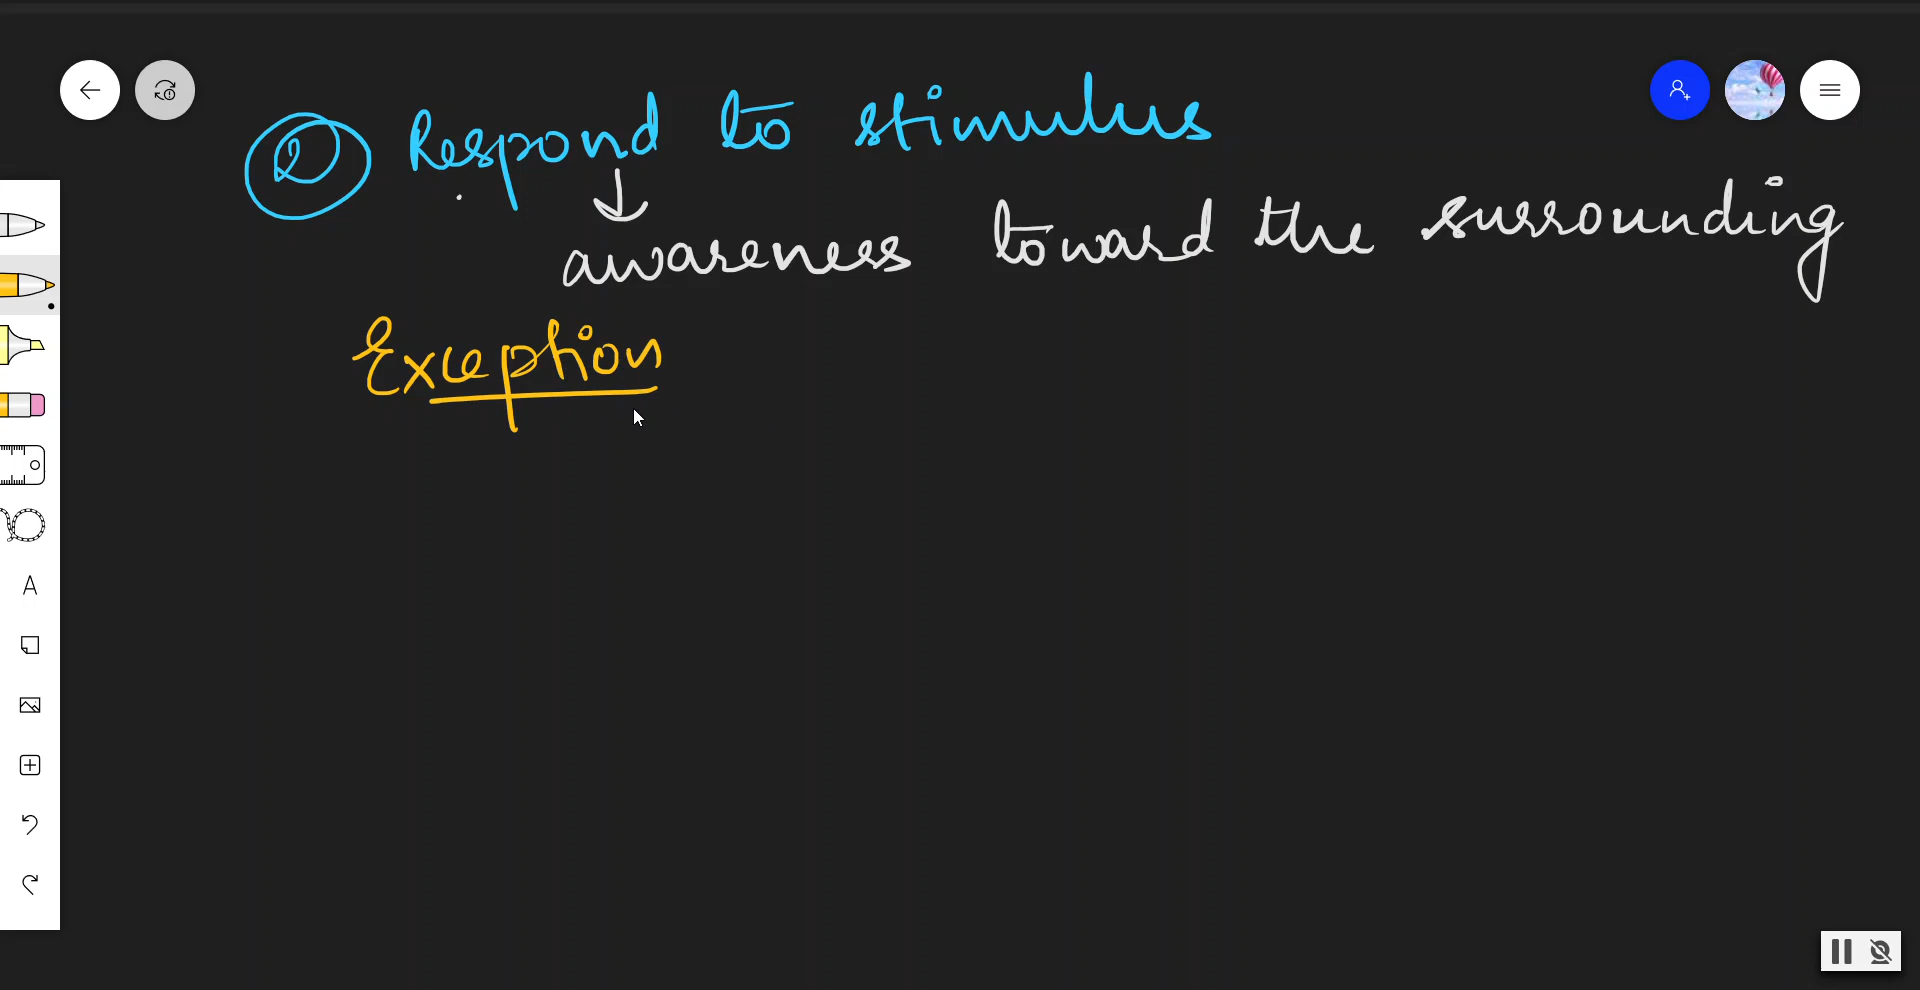 ② Respond to stimulus
↓
awareness toward the surrounding
Exception
A